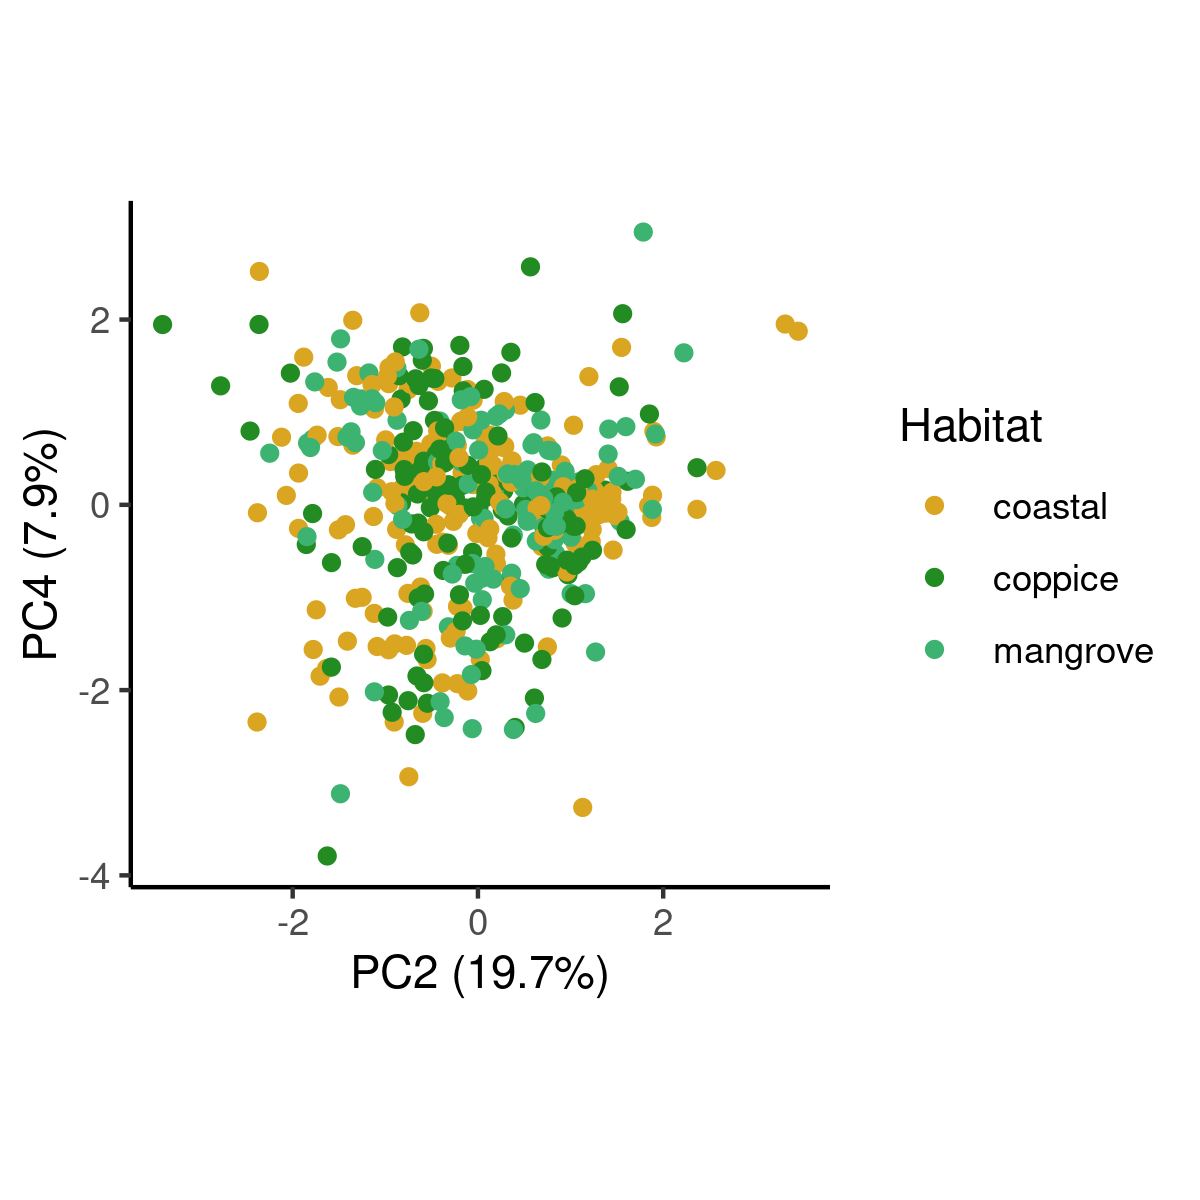 PC4 (7.9%)
2
0
-2
-4
-2 0 2
PC2 (19.7%)
Habitat
coastal
coppice
mangrove